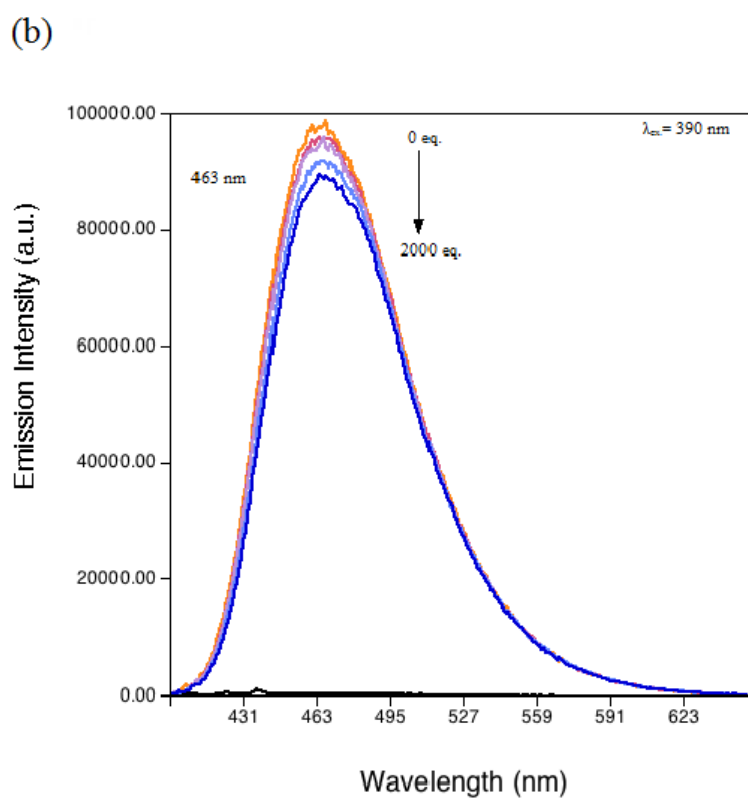 (b)
100000.00
80000.00
60000.00
40000.00
20000.00
0.00
Emission Intensity (a.u.)
463 nm
0 eq.
2000 eq.
λex.= 390 nm
431 463 495 527 559 591 623
Wavelength (nm)